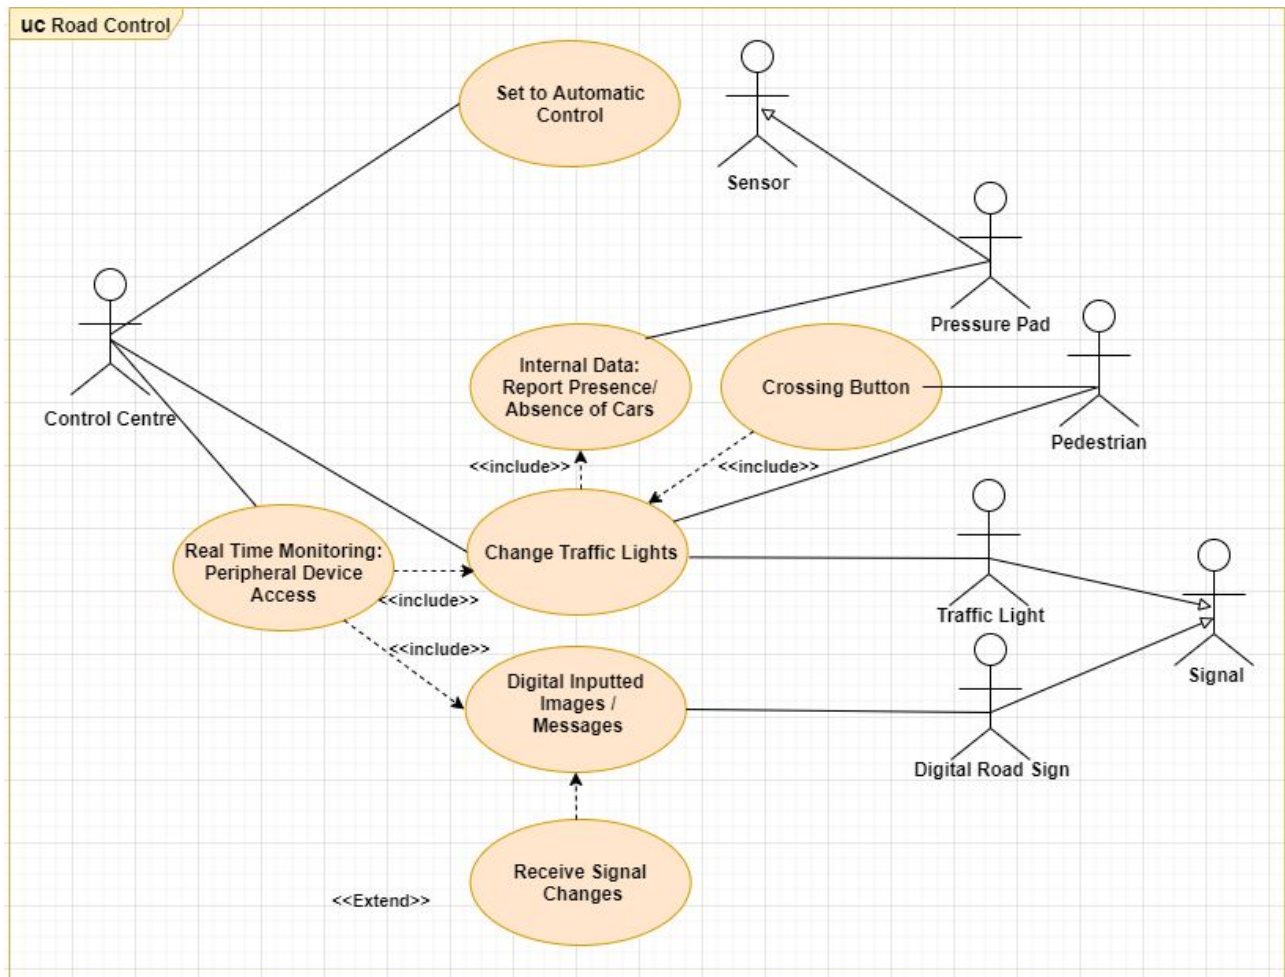 uc Road Control
Set to Automatic
Control
Sensor
Pressure Pad
Control Centre
Internal Data:
Report Presence/
Absence of Cars
Crossing Button
Pedestrian
<<include>>
<<include>>
Real Time Monitoring:
Peripheral Device
Access
Change Traffic Lights
<<include>>
Traffic Light
<<include>>
Signal
Digital Inputted
Images /
Messages
Digital Road Sign
Receive Signal
Changes
<<Extend>>